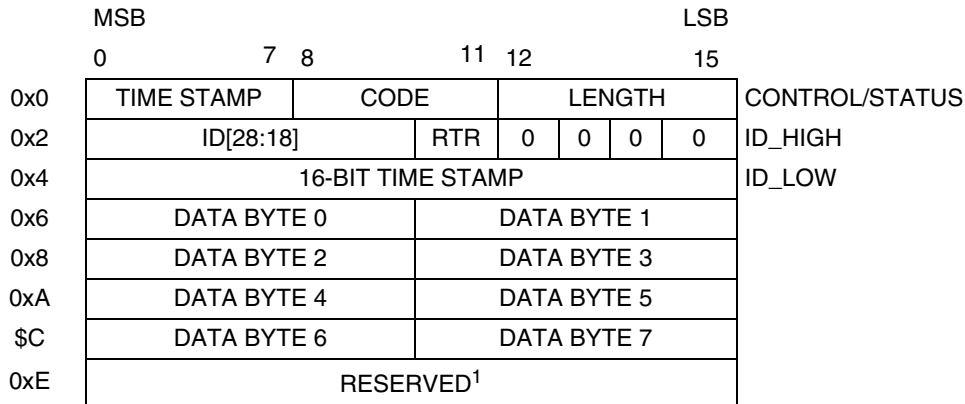 MSB LSB
0 7 8 11 12 15
0x0 TIME STAMP CODE LENGTH CONTROL/STATUS
0x2 ID[28:18] RTR 0 0 0 0 ID_HIGH
0x4 16-BIT TIME STAMP ID_LOW
0x6 DATA BYTE 0 DATA BYTE 1
0x8 DATA BYTE 2 DATA BYTE 3
0xA DATA BYTE 4 DATA BYTE 5
$C DATA BYTE 6 DATA BYTE 7
0xE RESERVED1